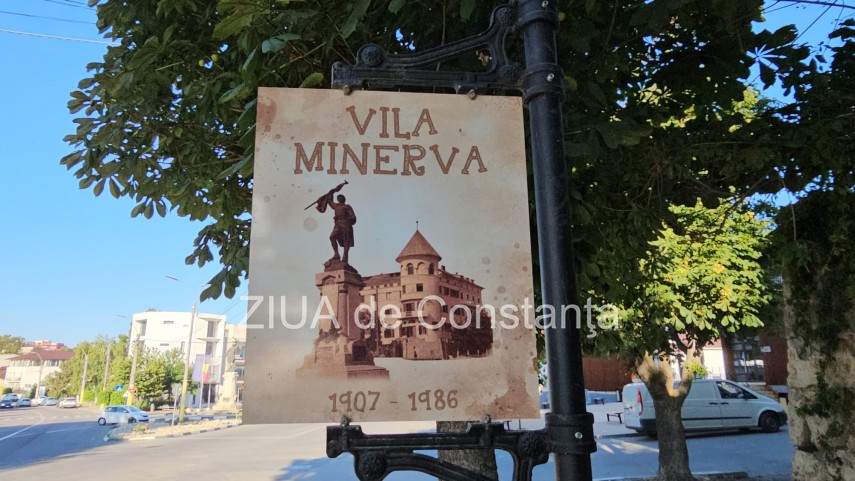 VILA
MINERVA
ZIUA de Constanța
1907 - 1986